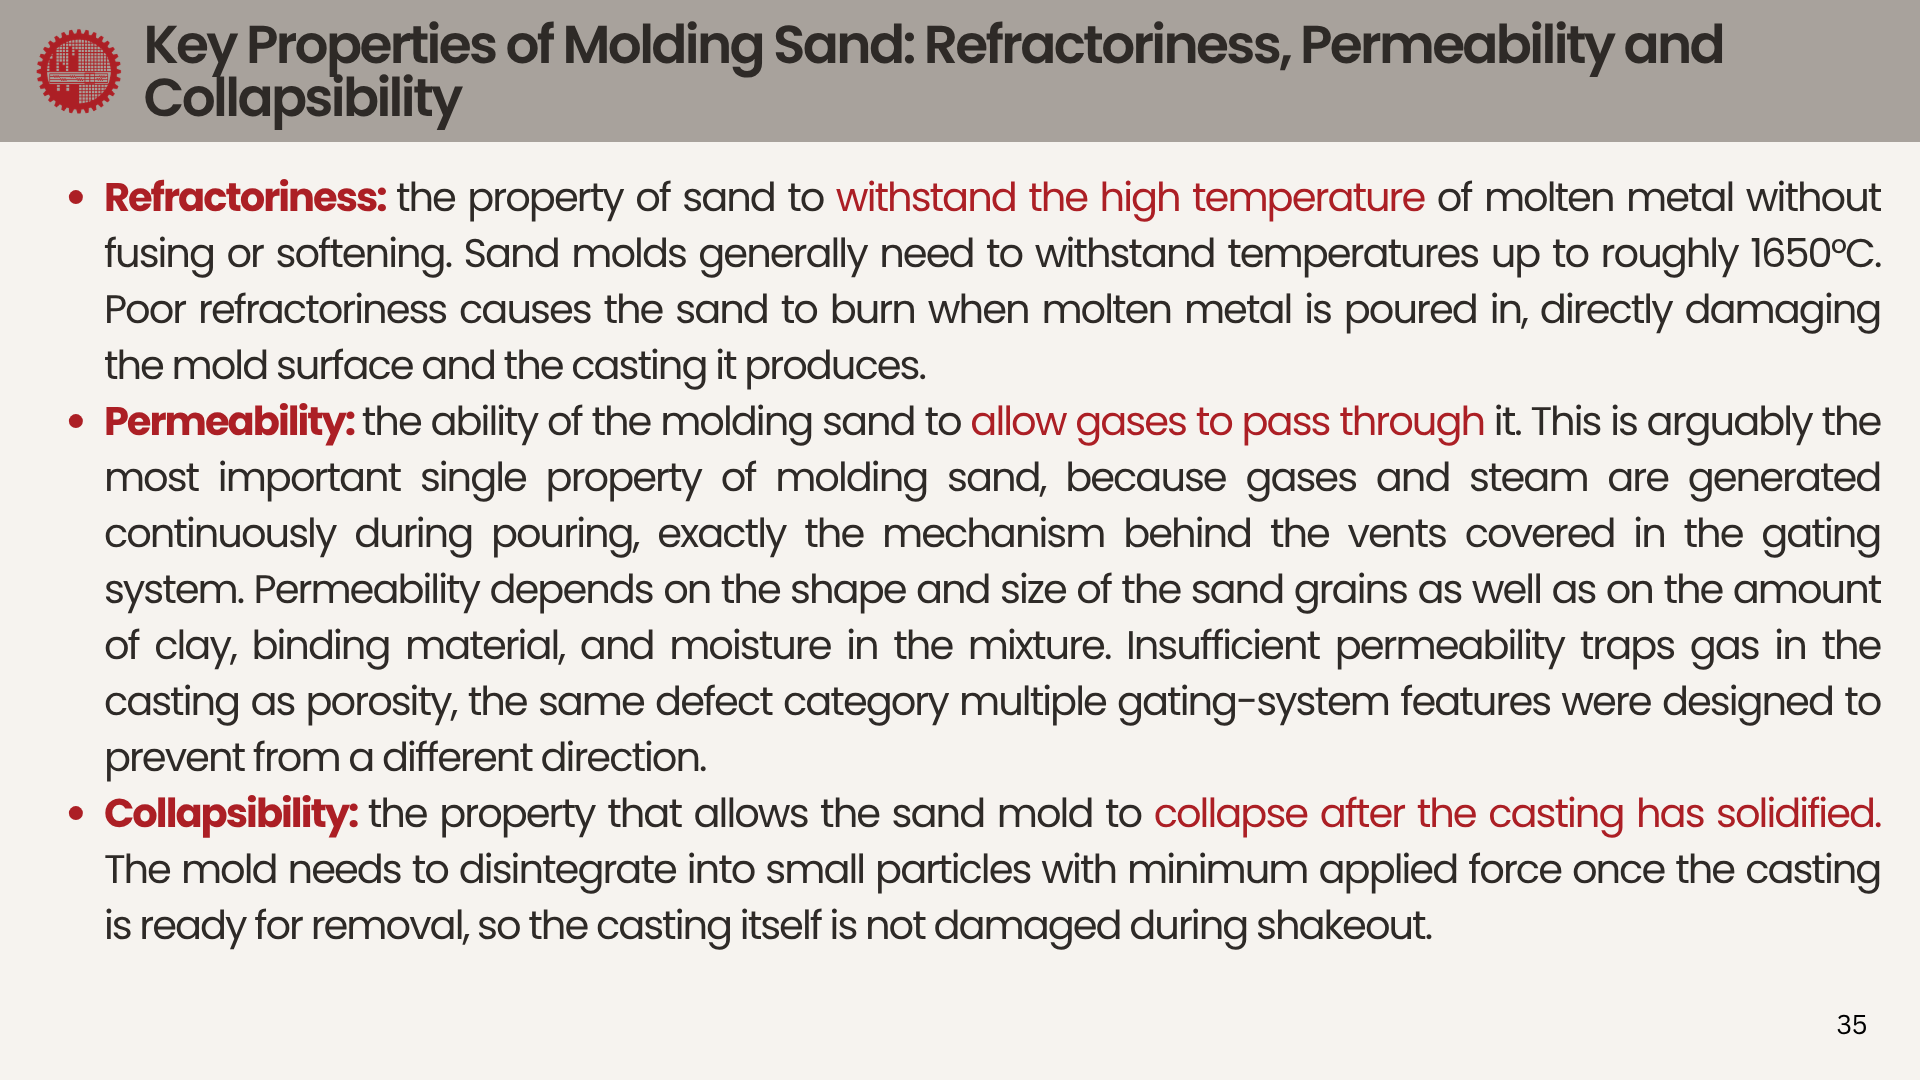 Key Properties of Molding Sand: Refractoriness, Permeability and
Collapsibility
• Refractoriness: the property of sand to withstand the high temperature of molten metal without
fusing or softening. Sand molds generally need to withstand temperatures up to roughly 1650°C.
Poor refractoriness causes the sand to burn when molten metal is poured in, directly damaging
the mold surface and the casting it produces.
• Permeability: the ability of the molding sand to allow gases to pass through it. This is arguably the
most important single property of molding sand, because gases and steam are generated
continuously during pouring, exactly the mechanism behind the vents covered in the gating
system. Permeability depends on the shape and size of the sand grains as well as on the amount
of clay, binding material, and moisture in the mixture. Insufficient permeability traps gas in the
casting as porosity, the same defect category multiple gating-system features were designed to
prevent from a different direction.
• Collapsibility: the property that allows the sand mold to collapse after the casting has solidified.
The mold needs to disintegrate into small particles with minimum applied force once the casting
is ready for removal, so the casting itself is not damaged during shakeout.
35